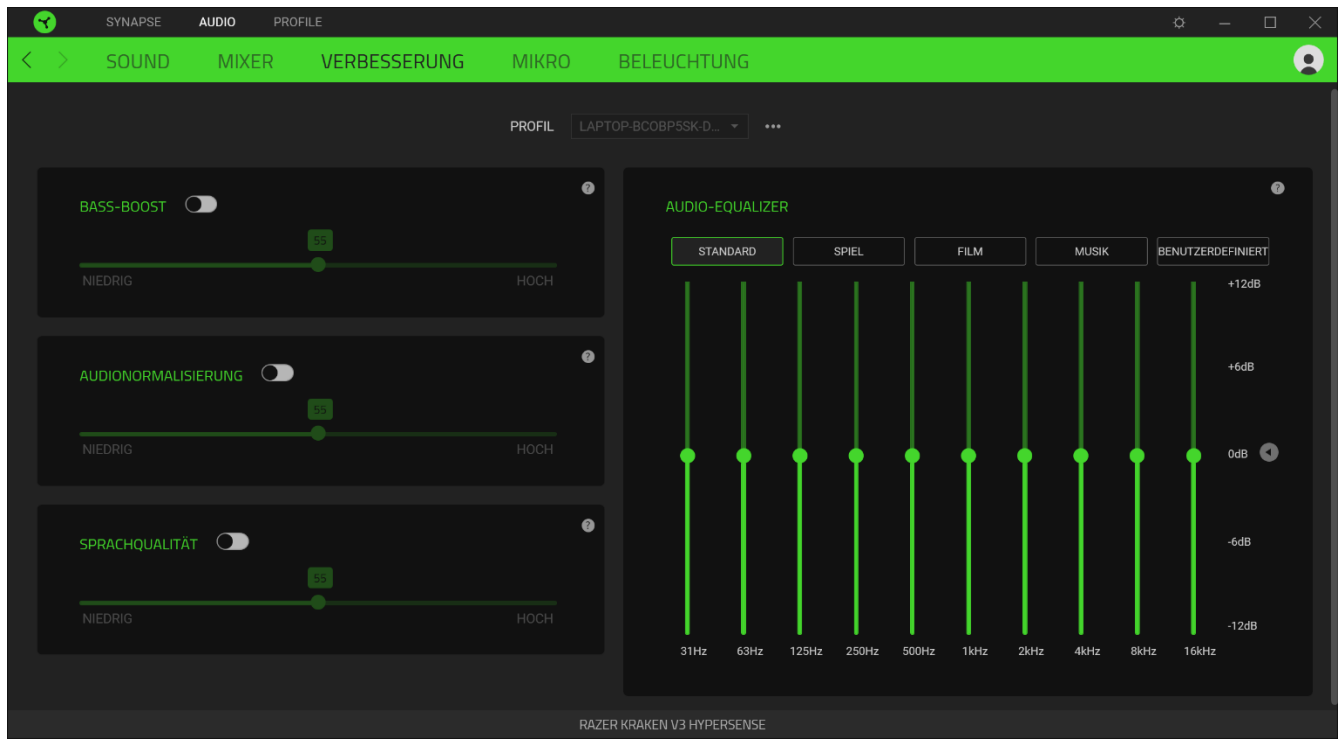 SYNAPSE AUDIO PROFILE
SOUND MIXER VERBESSERUNG MIKRO BELEUCHTUNG
PROFIL LAPTOP-BCOBP5SK-D...
BASS-BOOST
55
NIEDRIG HOCH
AUDIONORMALISIERUNG
55
NIEDRIG HOCH
SPRACHQUALITÄT
55
NIEDRIG HOCH
AUDIO-EQUALIZER
STANDARD SPIEL FILM MUSIK BENUTZERDEFINIERT
+12dB
+6dB
0dB
-6dB
-12dB
31Hz 63Hz 125Hz 250Hz 500Hz 1kHz 2kHz 4kHz 8kHz 16kHz
RAZER KRAKEN V3 HYPERSENSE